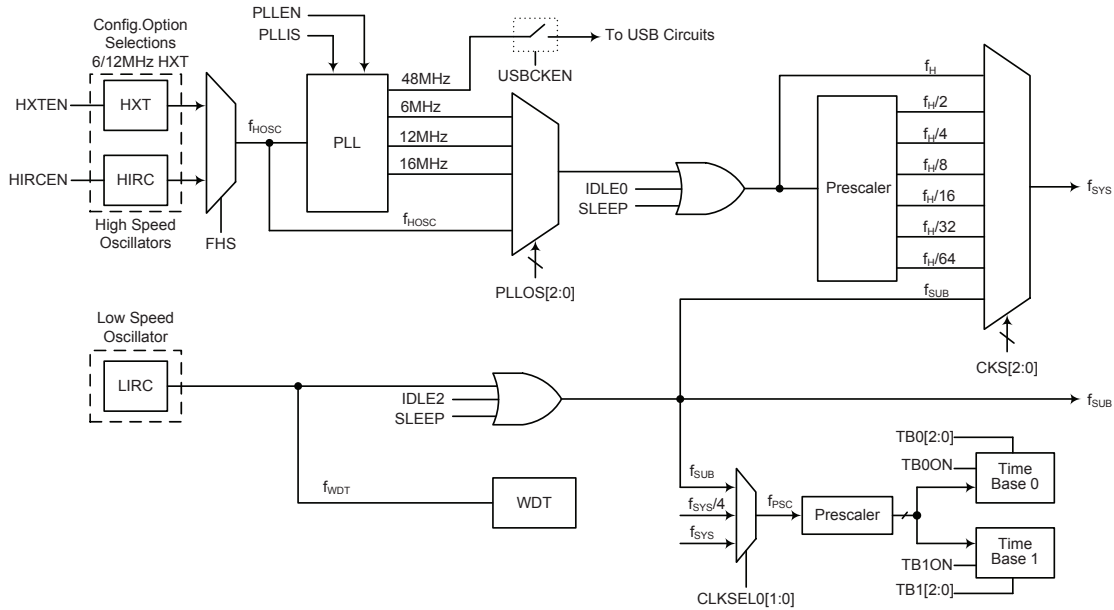 Config.Option
Selections
6/12MHz HXT
HXTEN
HXT
HIRCEN
HIRC
High Speed
Oscillators
FHS
fHOSC
PLLEN
PLLIS
PLL
48MHz
6MHz
12MHz
16MHz
fHOSC
USBCKEN
To USB Circuits
PLLOS[2:0]
IDLE0
SLEEP
Prescaler
fH
fH/2
fH/4
fH/8
fH/16
fH/32
fH/64
fSUB
fSYS
CKS[2:0]
Low Speed
Oscillator
LIRC
IDLE2
SLEEP
fSUB
fWDT
WDT
fSUB
fSYS/4
fSYS
CLKSEL0[1:0]
fPSC
Prescaler
TB0[2:0]
TB0ON
Time
Base 0
TB1ON
Time
Base 1
TB1[2:0]